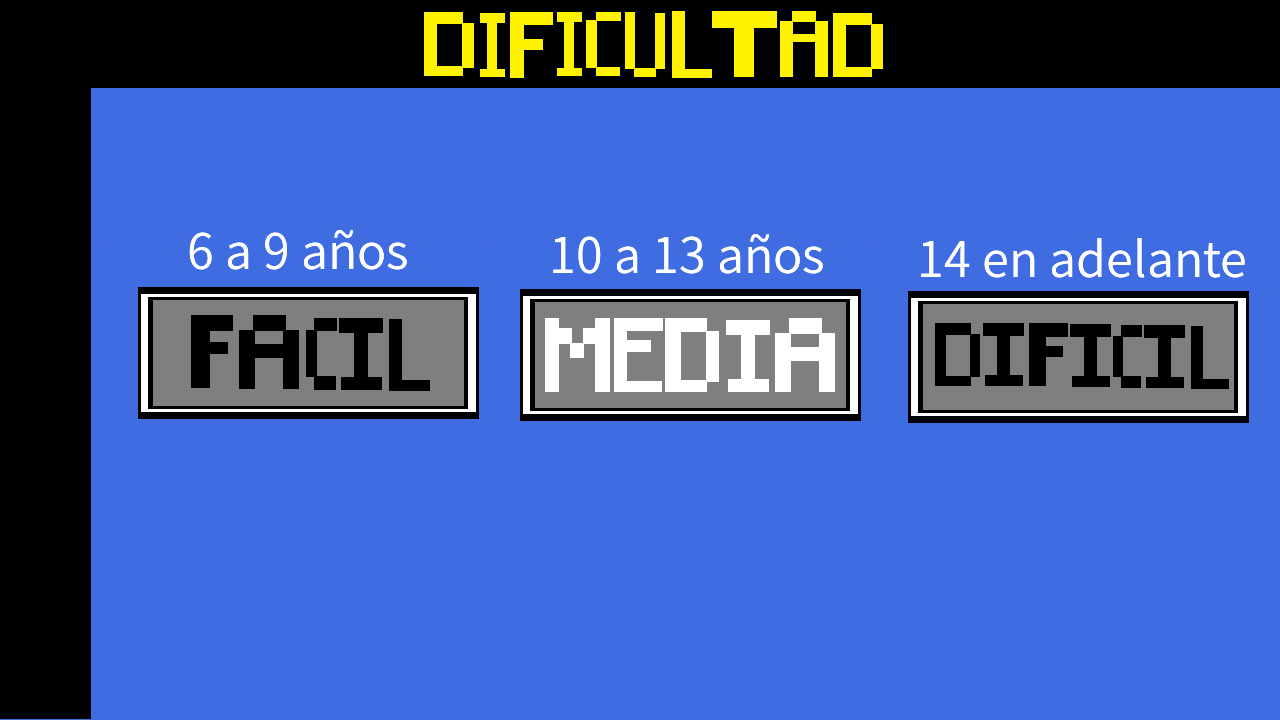 DIFICULTAD
6 a 9 años
10 a 13 años
14 en adelante
FACIL
MEDIA
DIFICIL